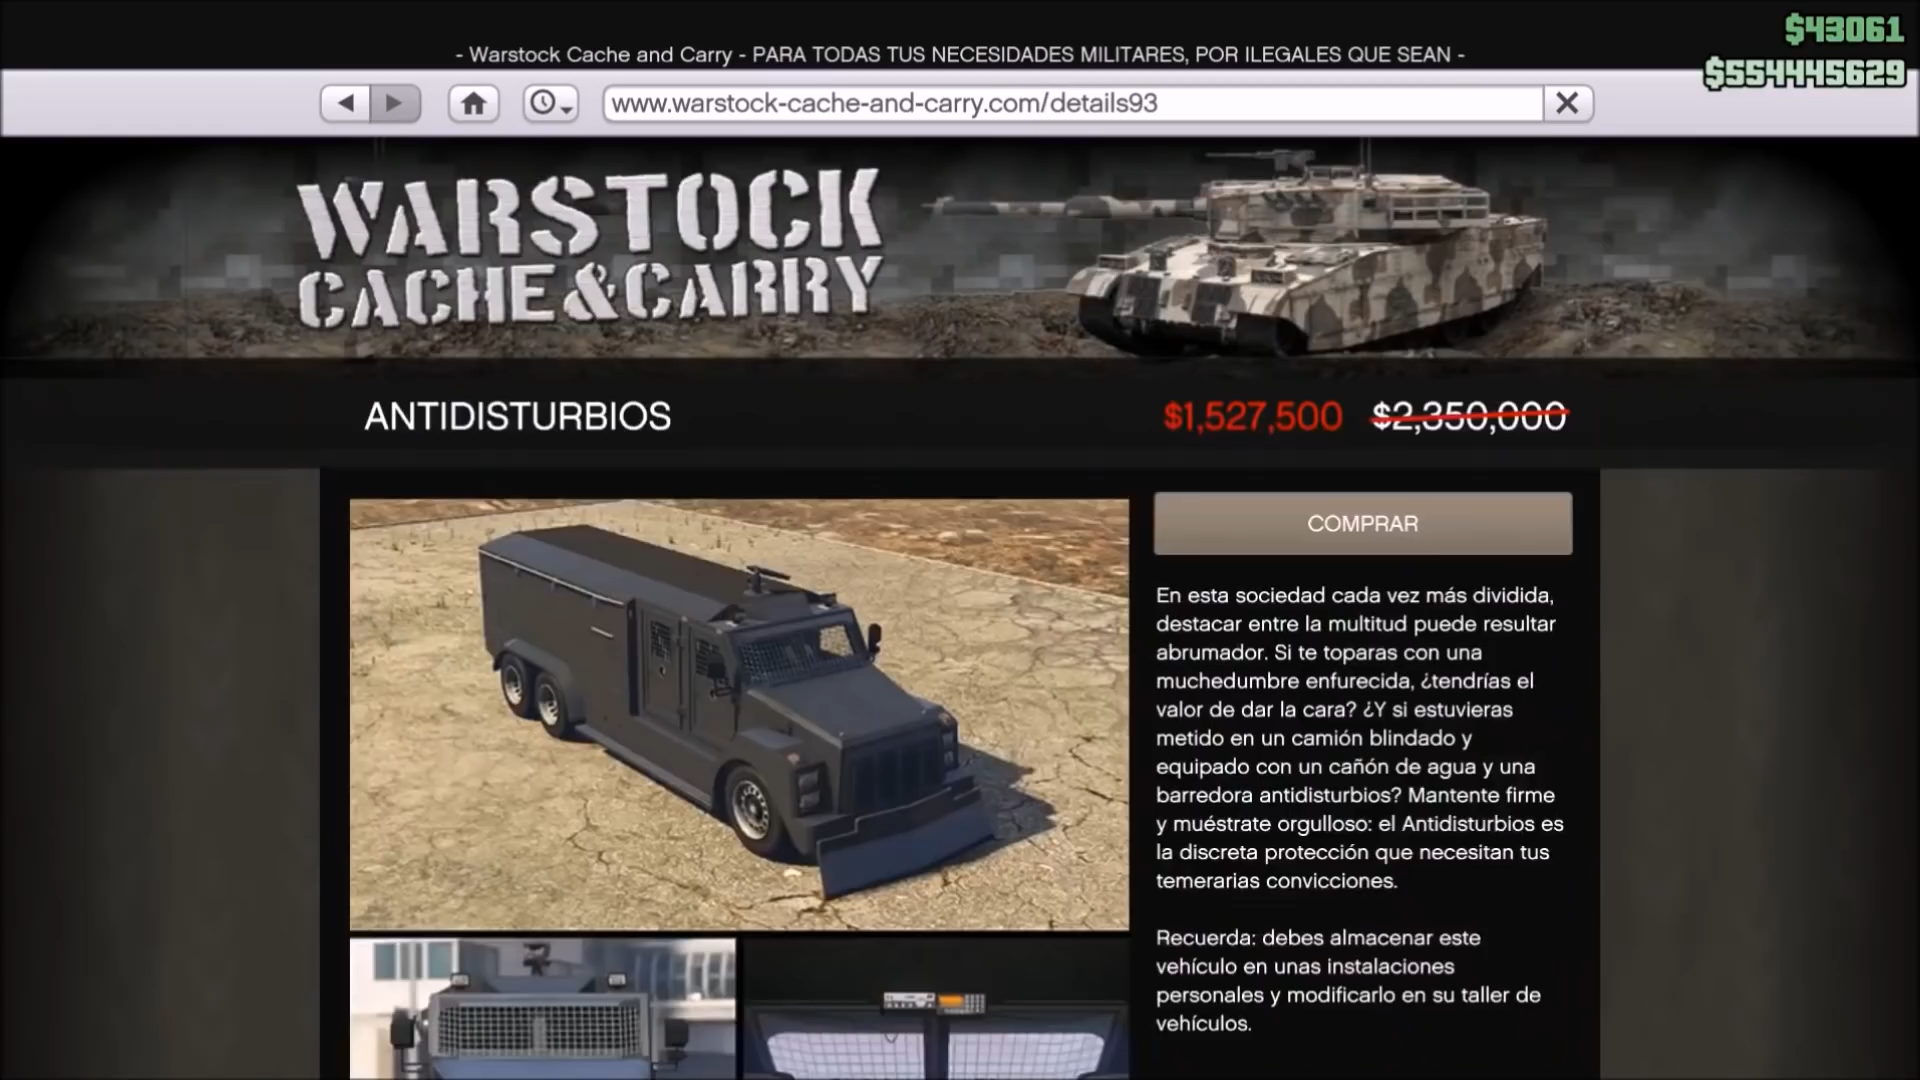 $43061
- Warstock Cache and Carry - PARA TODAS TUS NECESIDADES MILITARES, POR ILEGALES QUE SEAN -
$554445629
www.warstock-cache-and-carry.com/details93
WARSTOCK
CACHE&CARRY
ANTIDISTURBIOS
$1,527,500 $2,350,000
COMPRAR
En esta sociedad cada vez más dividida,
destacar entre la multitud puede resultar
abrumador. Si te toparas con una
muchedumbre enfurecida, ¿tendrías el
valor de dar la cara? ¿Y si estuvieras
metido en un camión blindado y
equipado con un cañón de agua y una
barredora antidisturbios? Mantente firme
y muéstrate orgulloso: el Antidisturbios es
la discreta protección que necesitan tus
temerarias convicciones.
Recuerda: debes almacenar este
vehículo en unas instalaciones
personales y modificarlo en su taller de
vehículos.